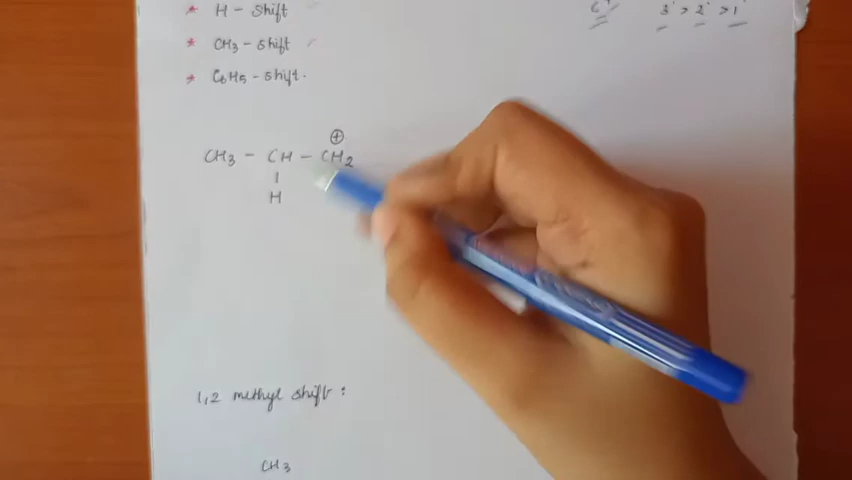 * H - Shift
C⁺ 3° > 2° > 1°
* CH3 - Shift
* C6H5 - Shift.
⊕
CH3 - CH - CH2
|
H
1,2 methyl shift :
CH3